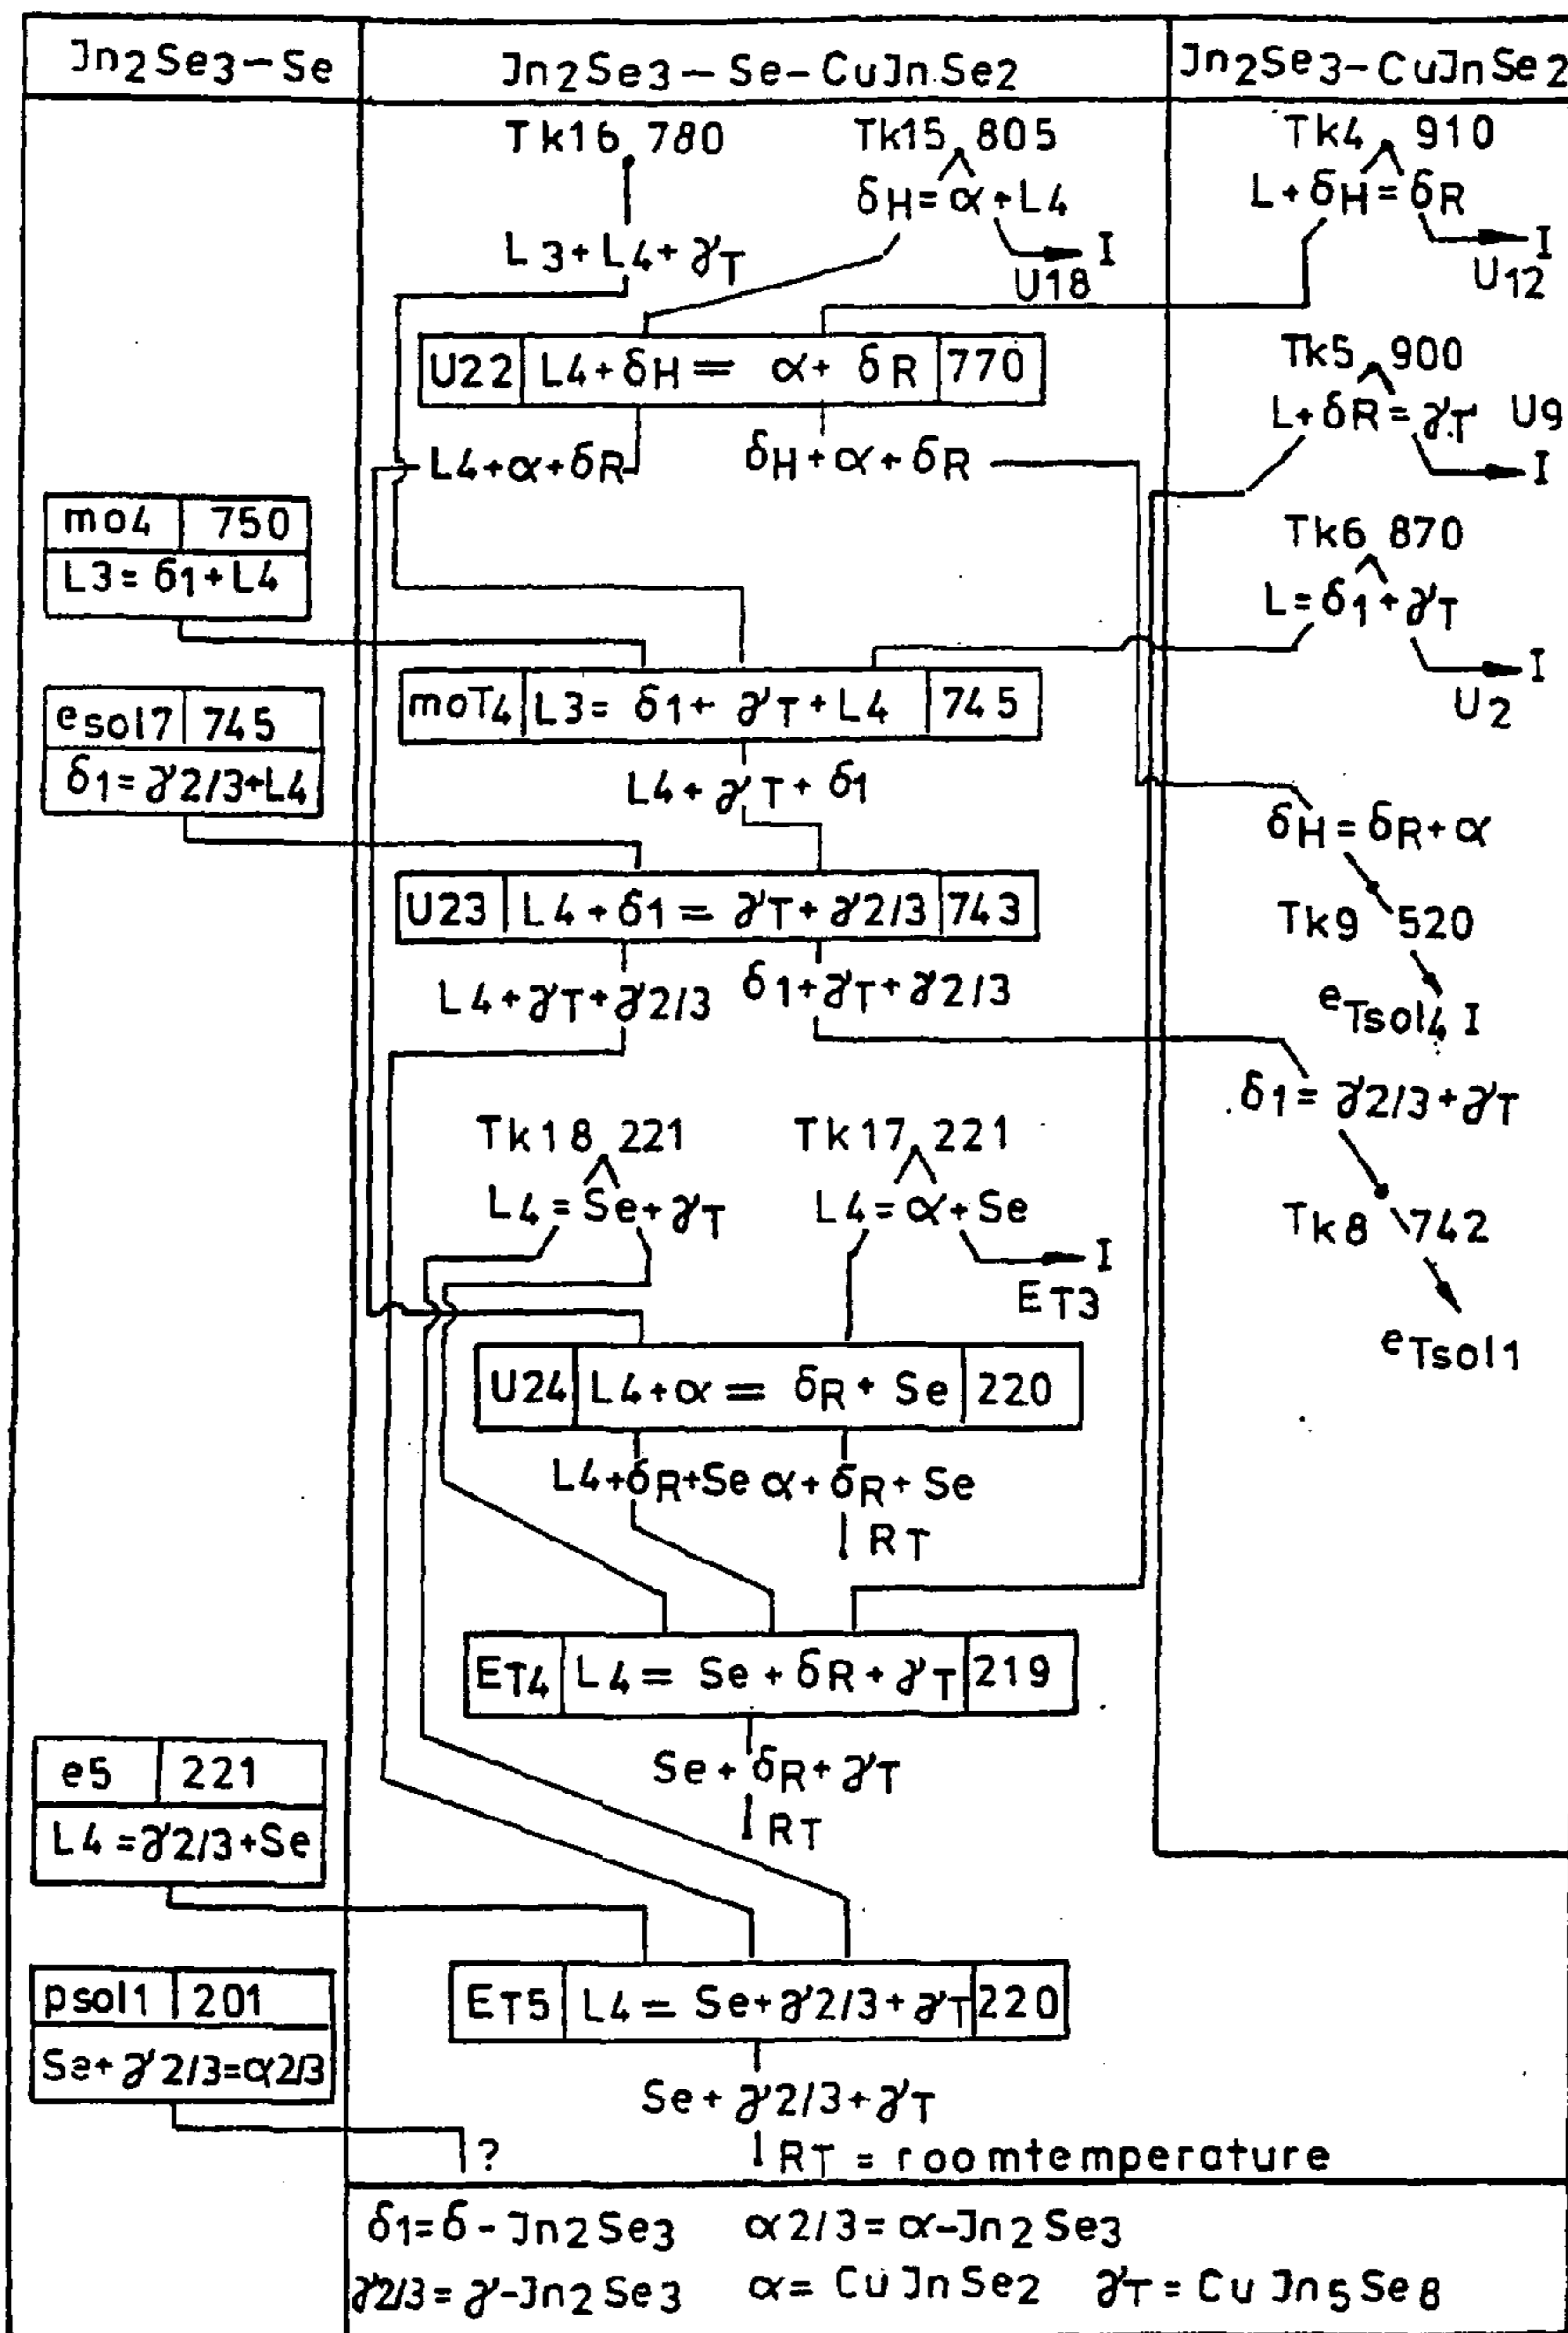 Jn2Se3-Se
Jn2Se3-Se-CuJnSe2
Jn2Se3-CuJnSe2
Tk16 780
Tk15 805
Tk4 910
δH=α+L4
L+δH=δR
L3+L4+γT
I
U18
I
U12
U22 L4+δH= α+ δR 770
Tk5 900
L+δR=γT U9
I
L4+α+δR
δH+α+δR
mo4 750
L3=δ1+L4
Tk6 870
L=δ1+γT
I
U2
moT4 L3= δ1+ γT+L4 745
esol7 745
δ1=γ2/3+L4
L4+γT+δ1
δH=δR+α
U23 L4+δ1= γT+γ2/3 743
Tk9 520
L4+γT+γ2/3
δ1+γT+γ2/3
eTsol4 I
δ1=γ2/3+γT
Tk18 221
Tk17 221
L4=Se+γT
L4=α+Se
Tk8 742
I
ET3
eTsol1
U24 L4+α= δR+ Se 220
L4+δR+Se
α+δR+Se
RT
ET4 L4= Se+δR+γT 219
Se+δR+γT
RT
e5 221
L4=γ2/3+Se
ET5 L4= Se+γ2/3+γT 220
psol1 201
Se+γ2/3=α2/3
Se+γ2/3+γT
?
RT = roomtemperature
δ1=δ-Jn2Se3 α2/3=α-Jn2Se3
γ2/3=γ-Jn2Se3 α=CuJnSe2 γT=CuJn5Se8